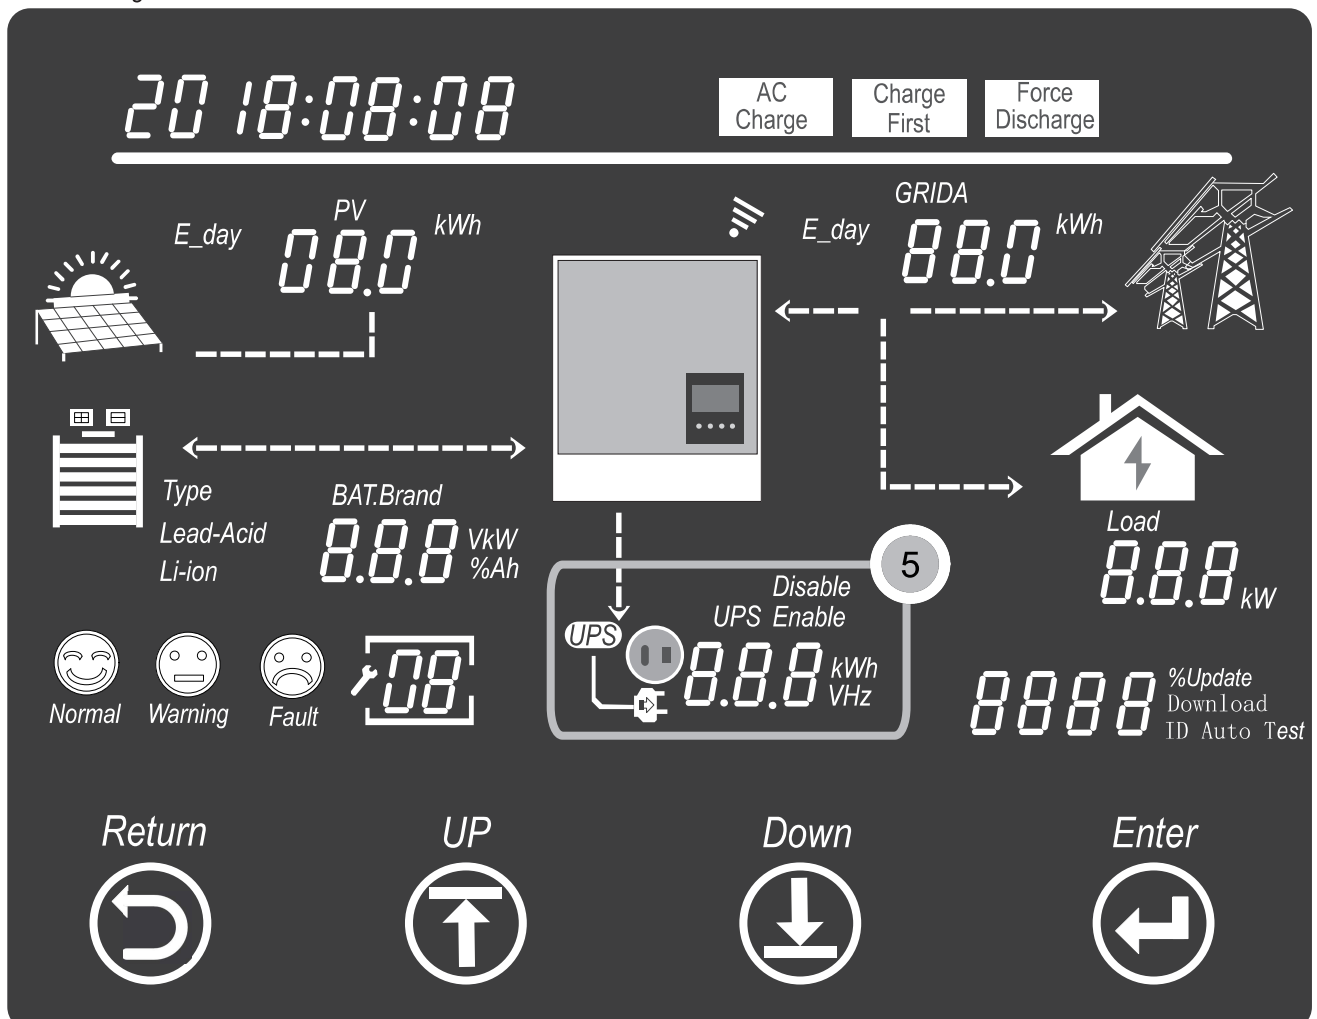 2018:08:08
AC
Charge
Charge
First
Force
Discharge
PV
E_day
08.0
kWh
GRIDA
E_day
88.0
kWh
Type
Lead-Acid
Li-ion
BAT.Brand
8.8.8
VkW
%Ah
Load
8.8.8
kW
5
Disable
UPS Enable
UPS
8.8.8
kWh
VHz
Normal
Warning
Fault
08
8888
%Update
Download
ID Auto Test
Return
UP
Down
Enter